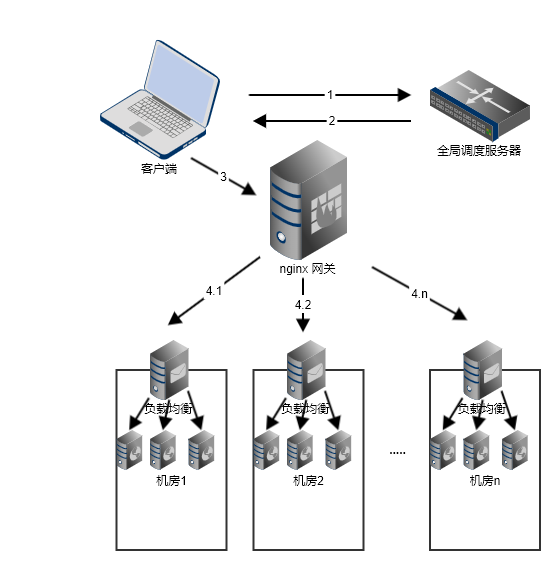 1
2
全局调度服务器
客户端
3
nginx 网关
4.1
4.2
4.n
负载均衡
负载均衡
负载均衡
.....
机房1
机房2
机房n